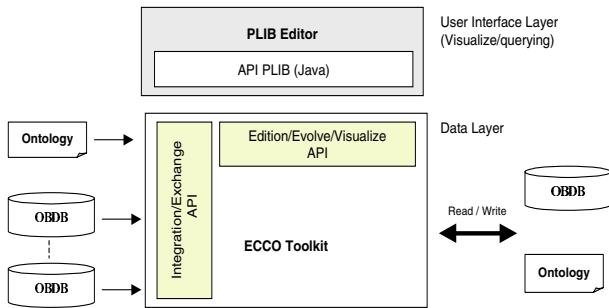 PLIB Editor
API PLIB (Java)
User Interface Layer
(Visualize/querying)
Ontology
OBDB
OBDB
Integration/Exchange
API
Edition/Evolve/Visualize
API
ECCO Toolkit
Data Layer
Read / Write
OBDB
Ontology